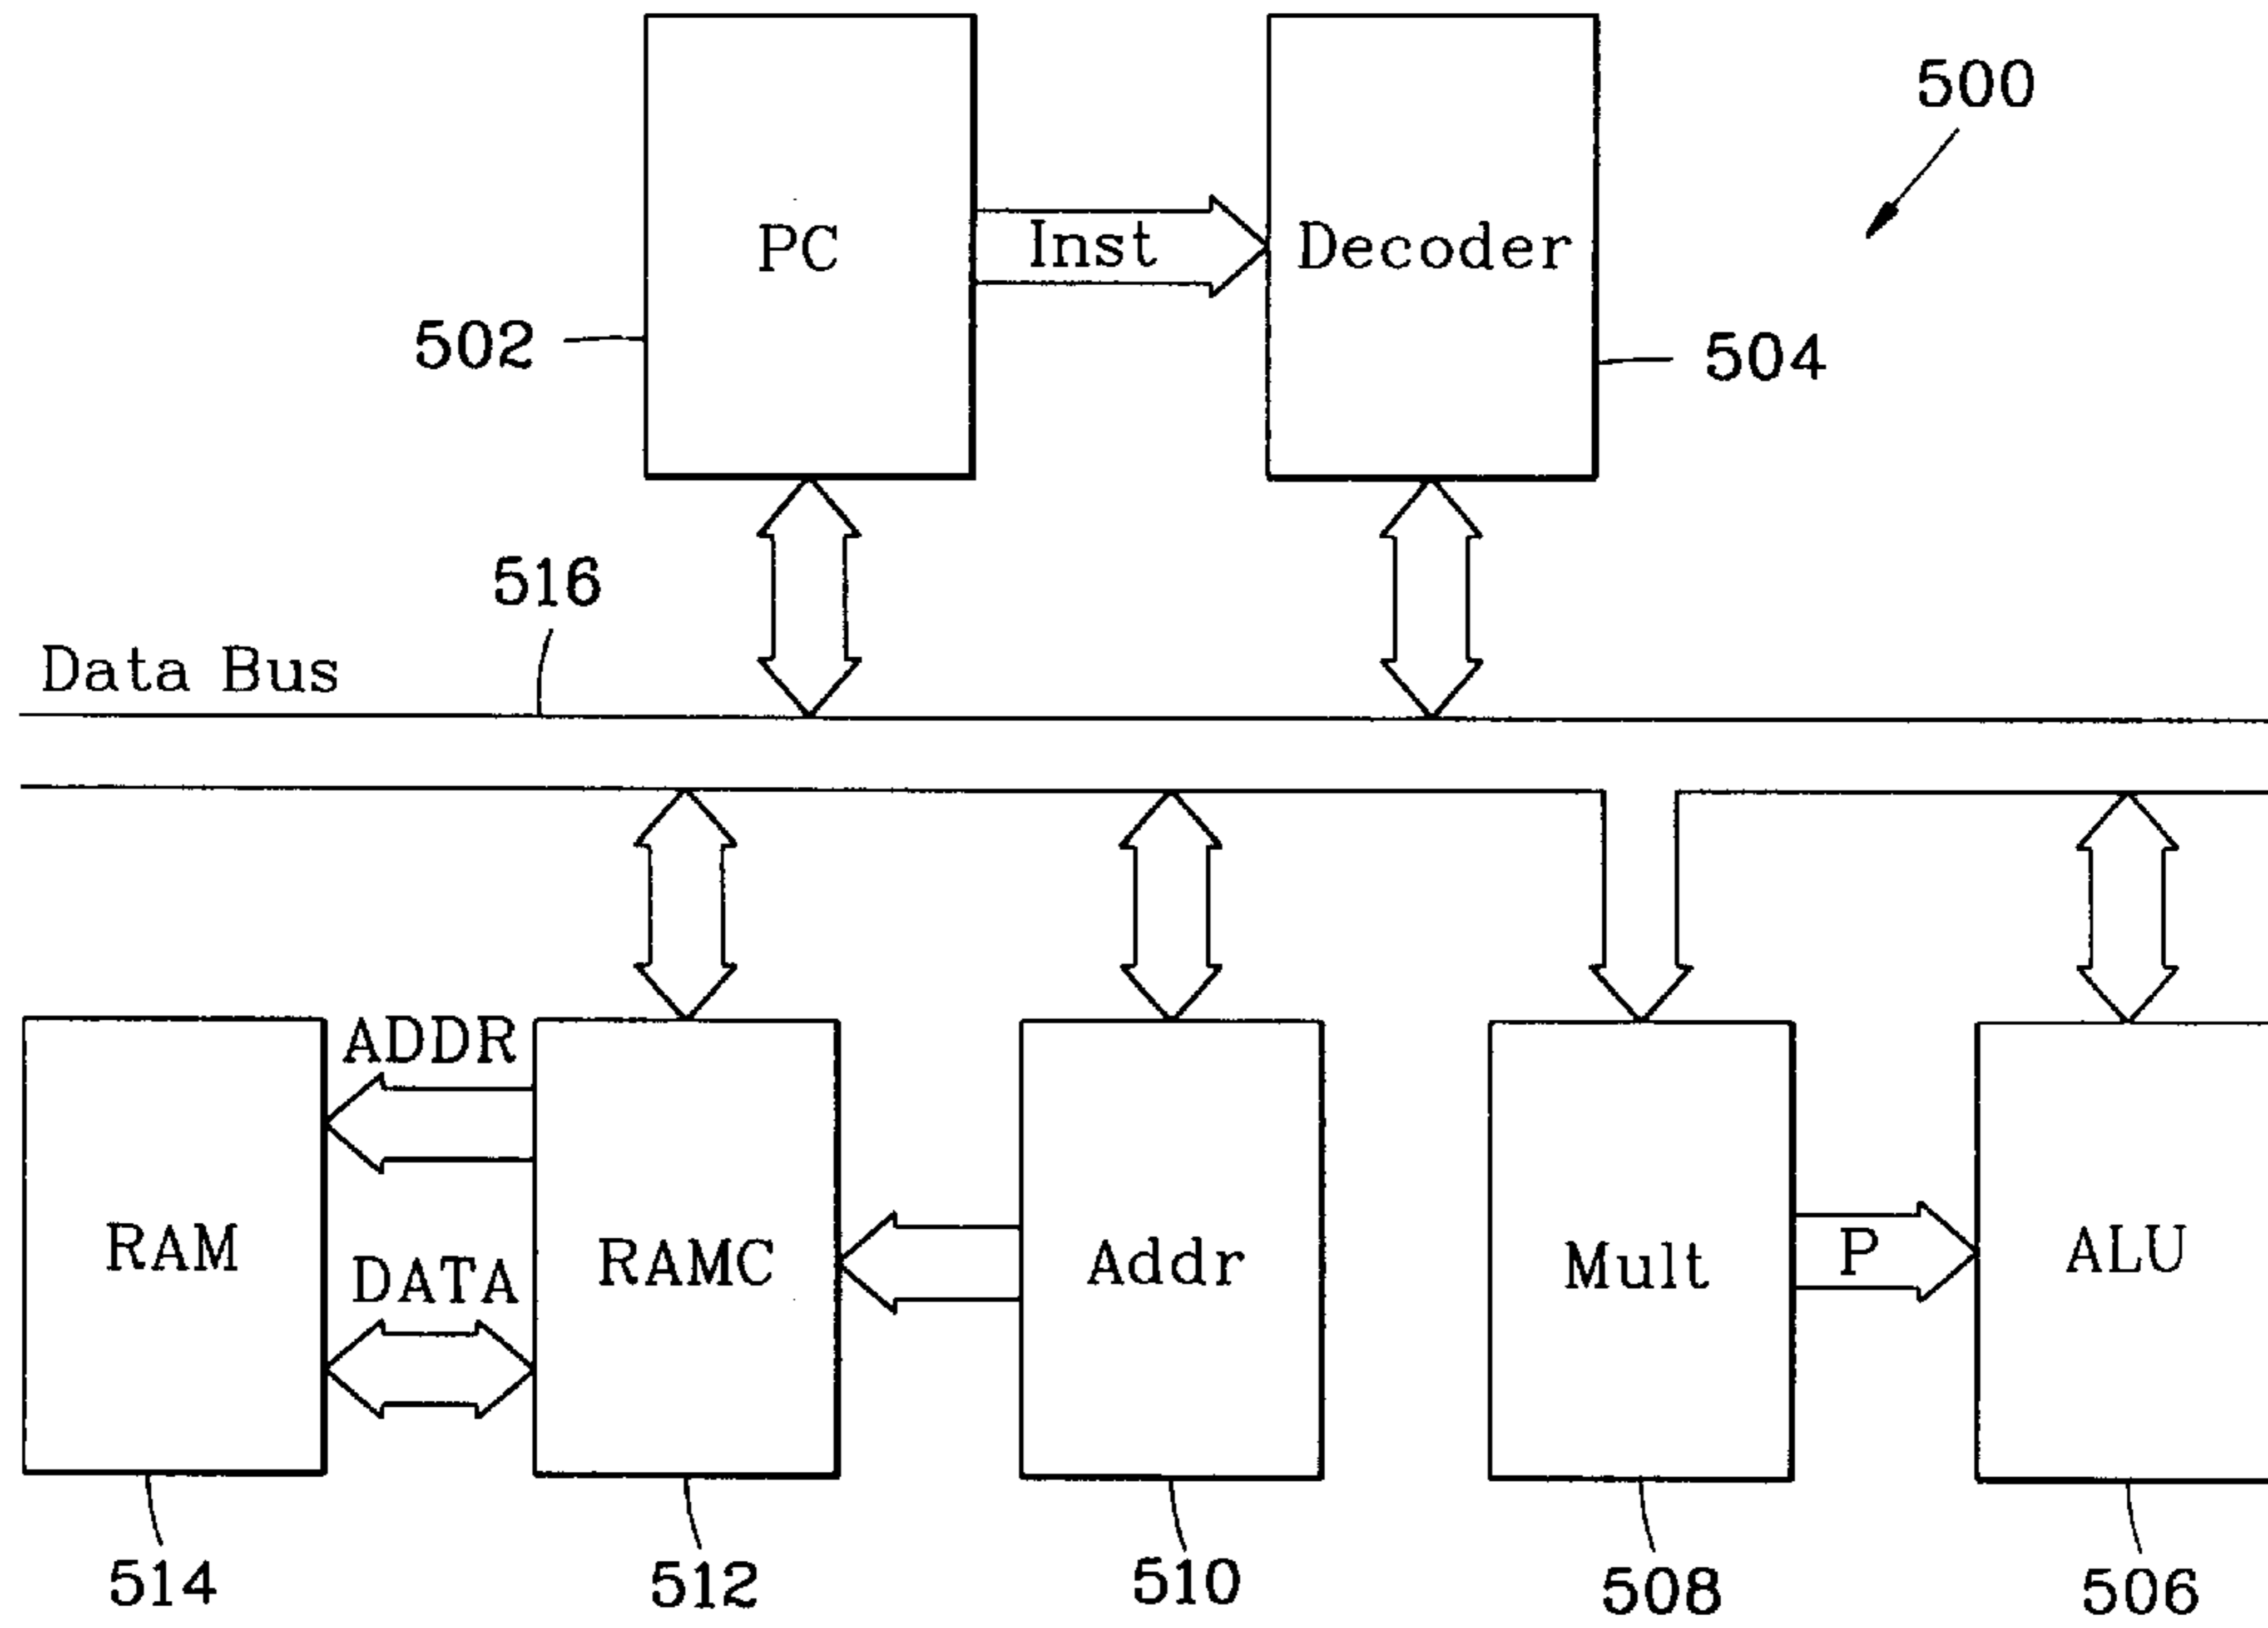 500
PC
Inst
Decoder
502
504
516
Data Bus
ADDR
RAM
DATA
RAMC
Addr
Mult
P
ALU
514
512
510
508
506